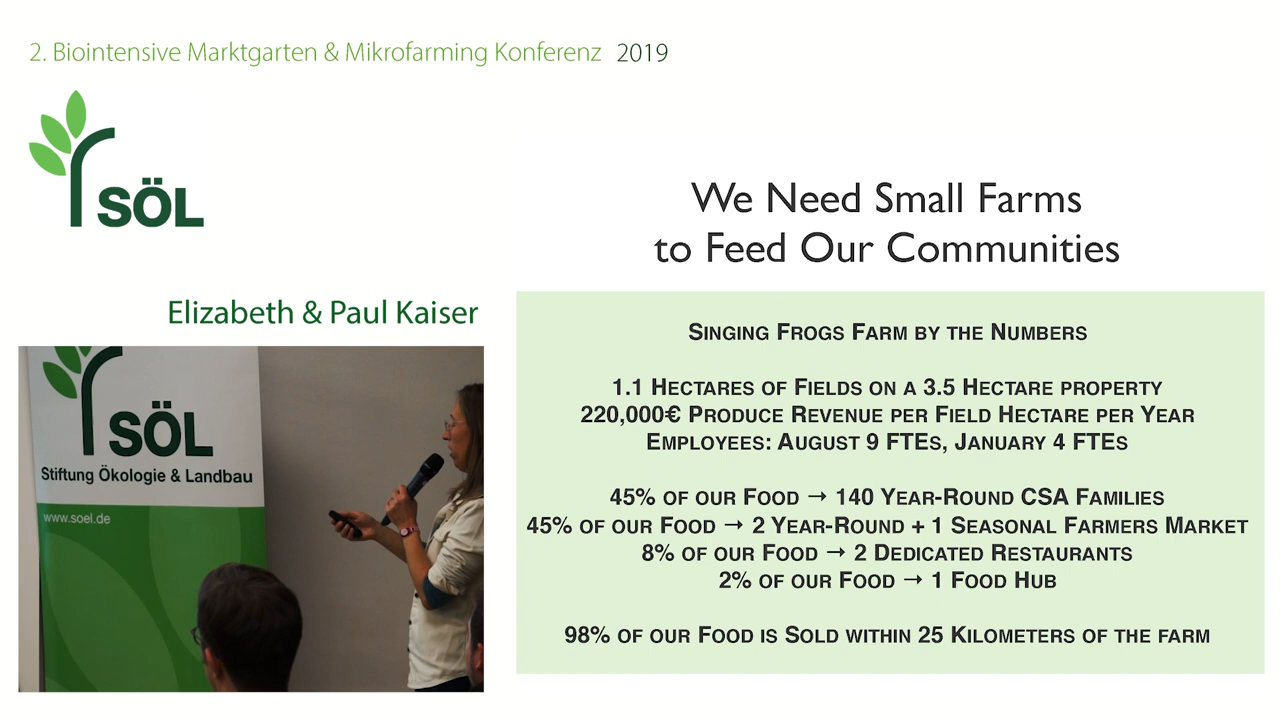 2. Biointensive Marktgarten & Mikrofarming Konferenz 2019
SÖL
We Need Small Farms
to Feed Our Communities
Elizabeth & Paul Kaiser
SÖL
Stiftung Ökologie & Landbau
www.soel.de
SINGING FROGS FARM BY THE NUMBERS
1.1 HECTARES OF FIELDS ON A 3.5 HECTARE PROPERTY
220,000€ PRODUCE REVENUE PER FIELD HECTARE PER YEAR
EMPLOYEES: AUGUST 9 FTES, JANUARY 4 FTES
45% OF OUR FOOD → 140 YEAR-ROUND CSA FAMILIES
45% OF OUR FOOD → 2 YEAR-ROUND + 1 SEASONAL FARMERS MARKET
8% OF OUR FOOD → 2 DEDICATED RESTAURANTS
2% OF OUR FOOD → 1 FOOD HUB
98% OF OUR FOOD IS SOLD WITHIN 25 KILOMETERS OF THE FARM